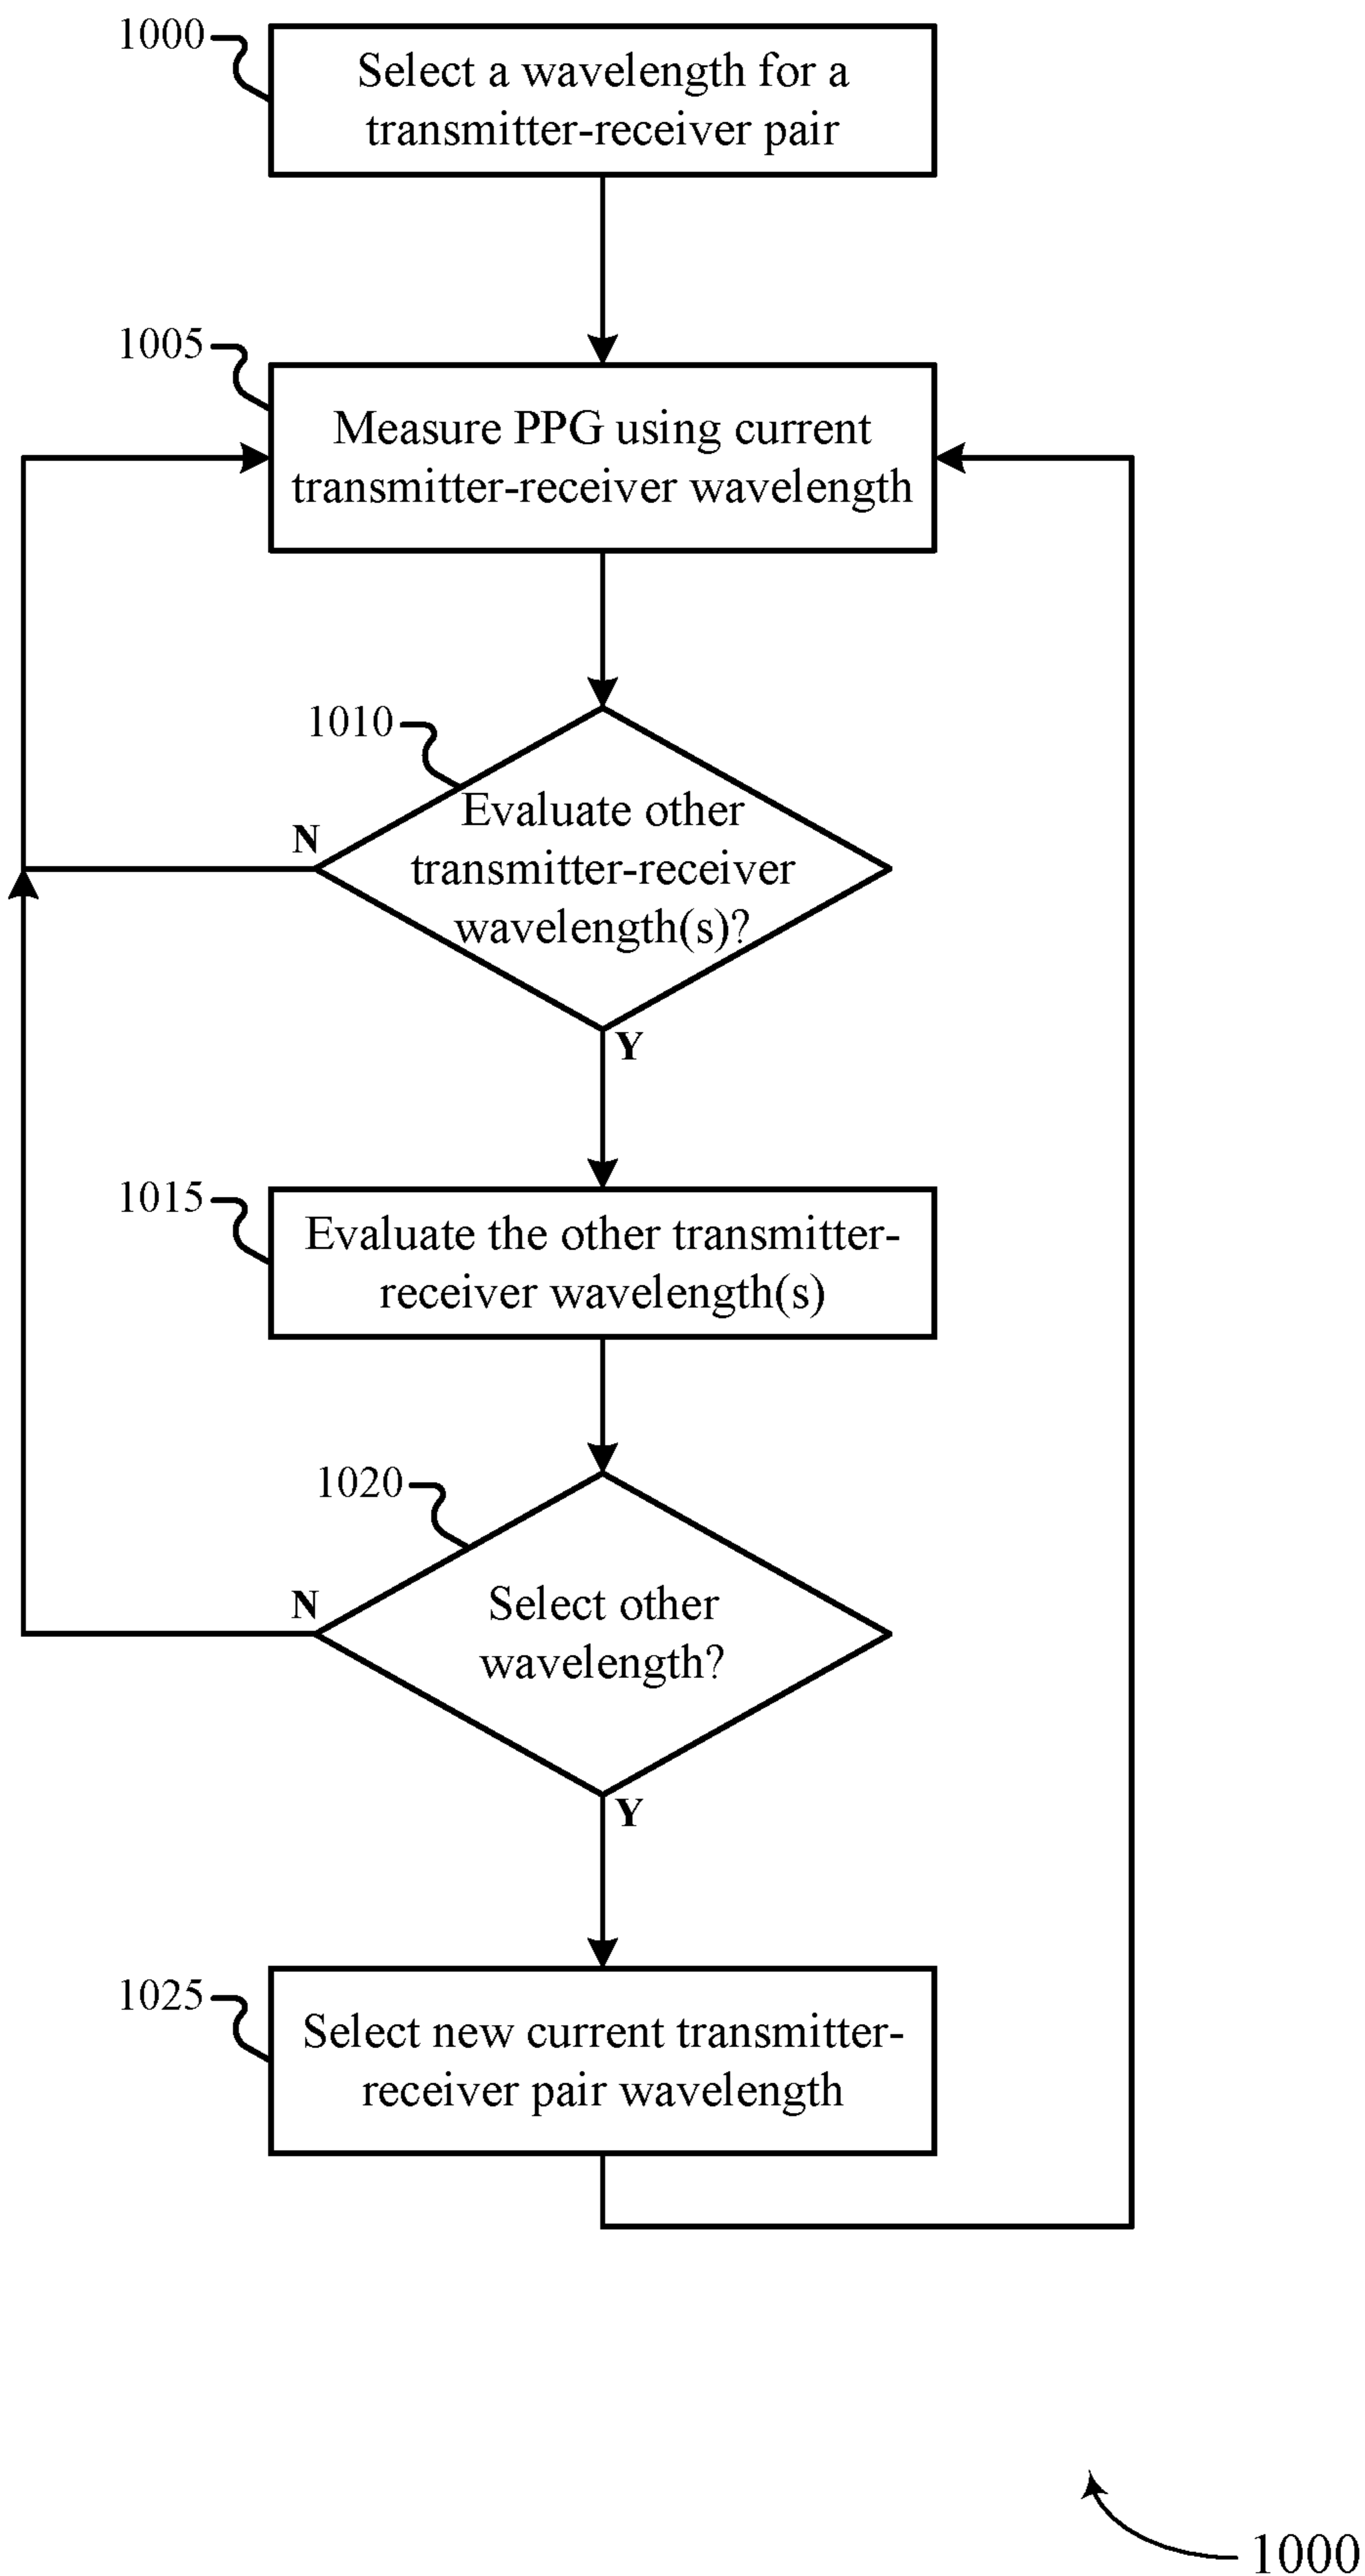 1000
Select a wavelength for a
transmitter-receiver pair
1005
Measure PPG using current
transmitter-receiver wavelength
1010
Evaluate other
transmitter-receiver
wavelength(s)?
N
Y
1015
Evaluate the other transmitter-
receiver wavelength(s)
1020
Select other
wavelength?
N
Y
1025
Select new current transmitter-
receiver pair wavelength
1000